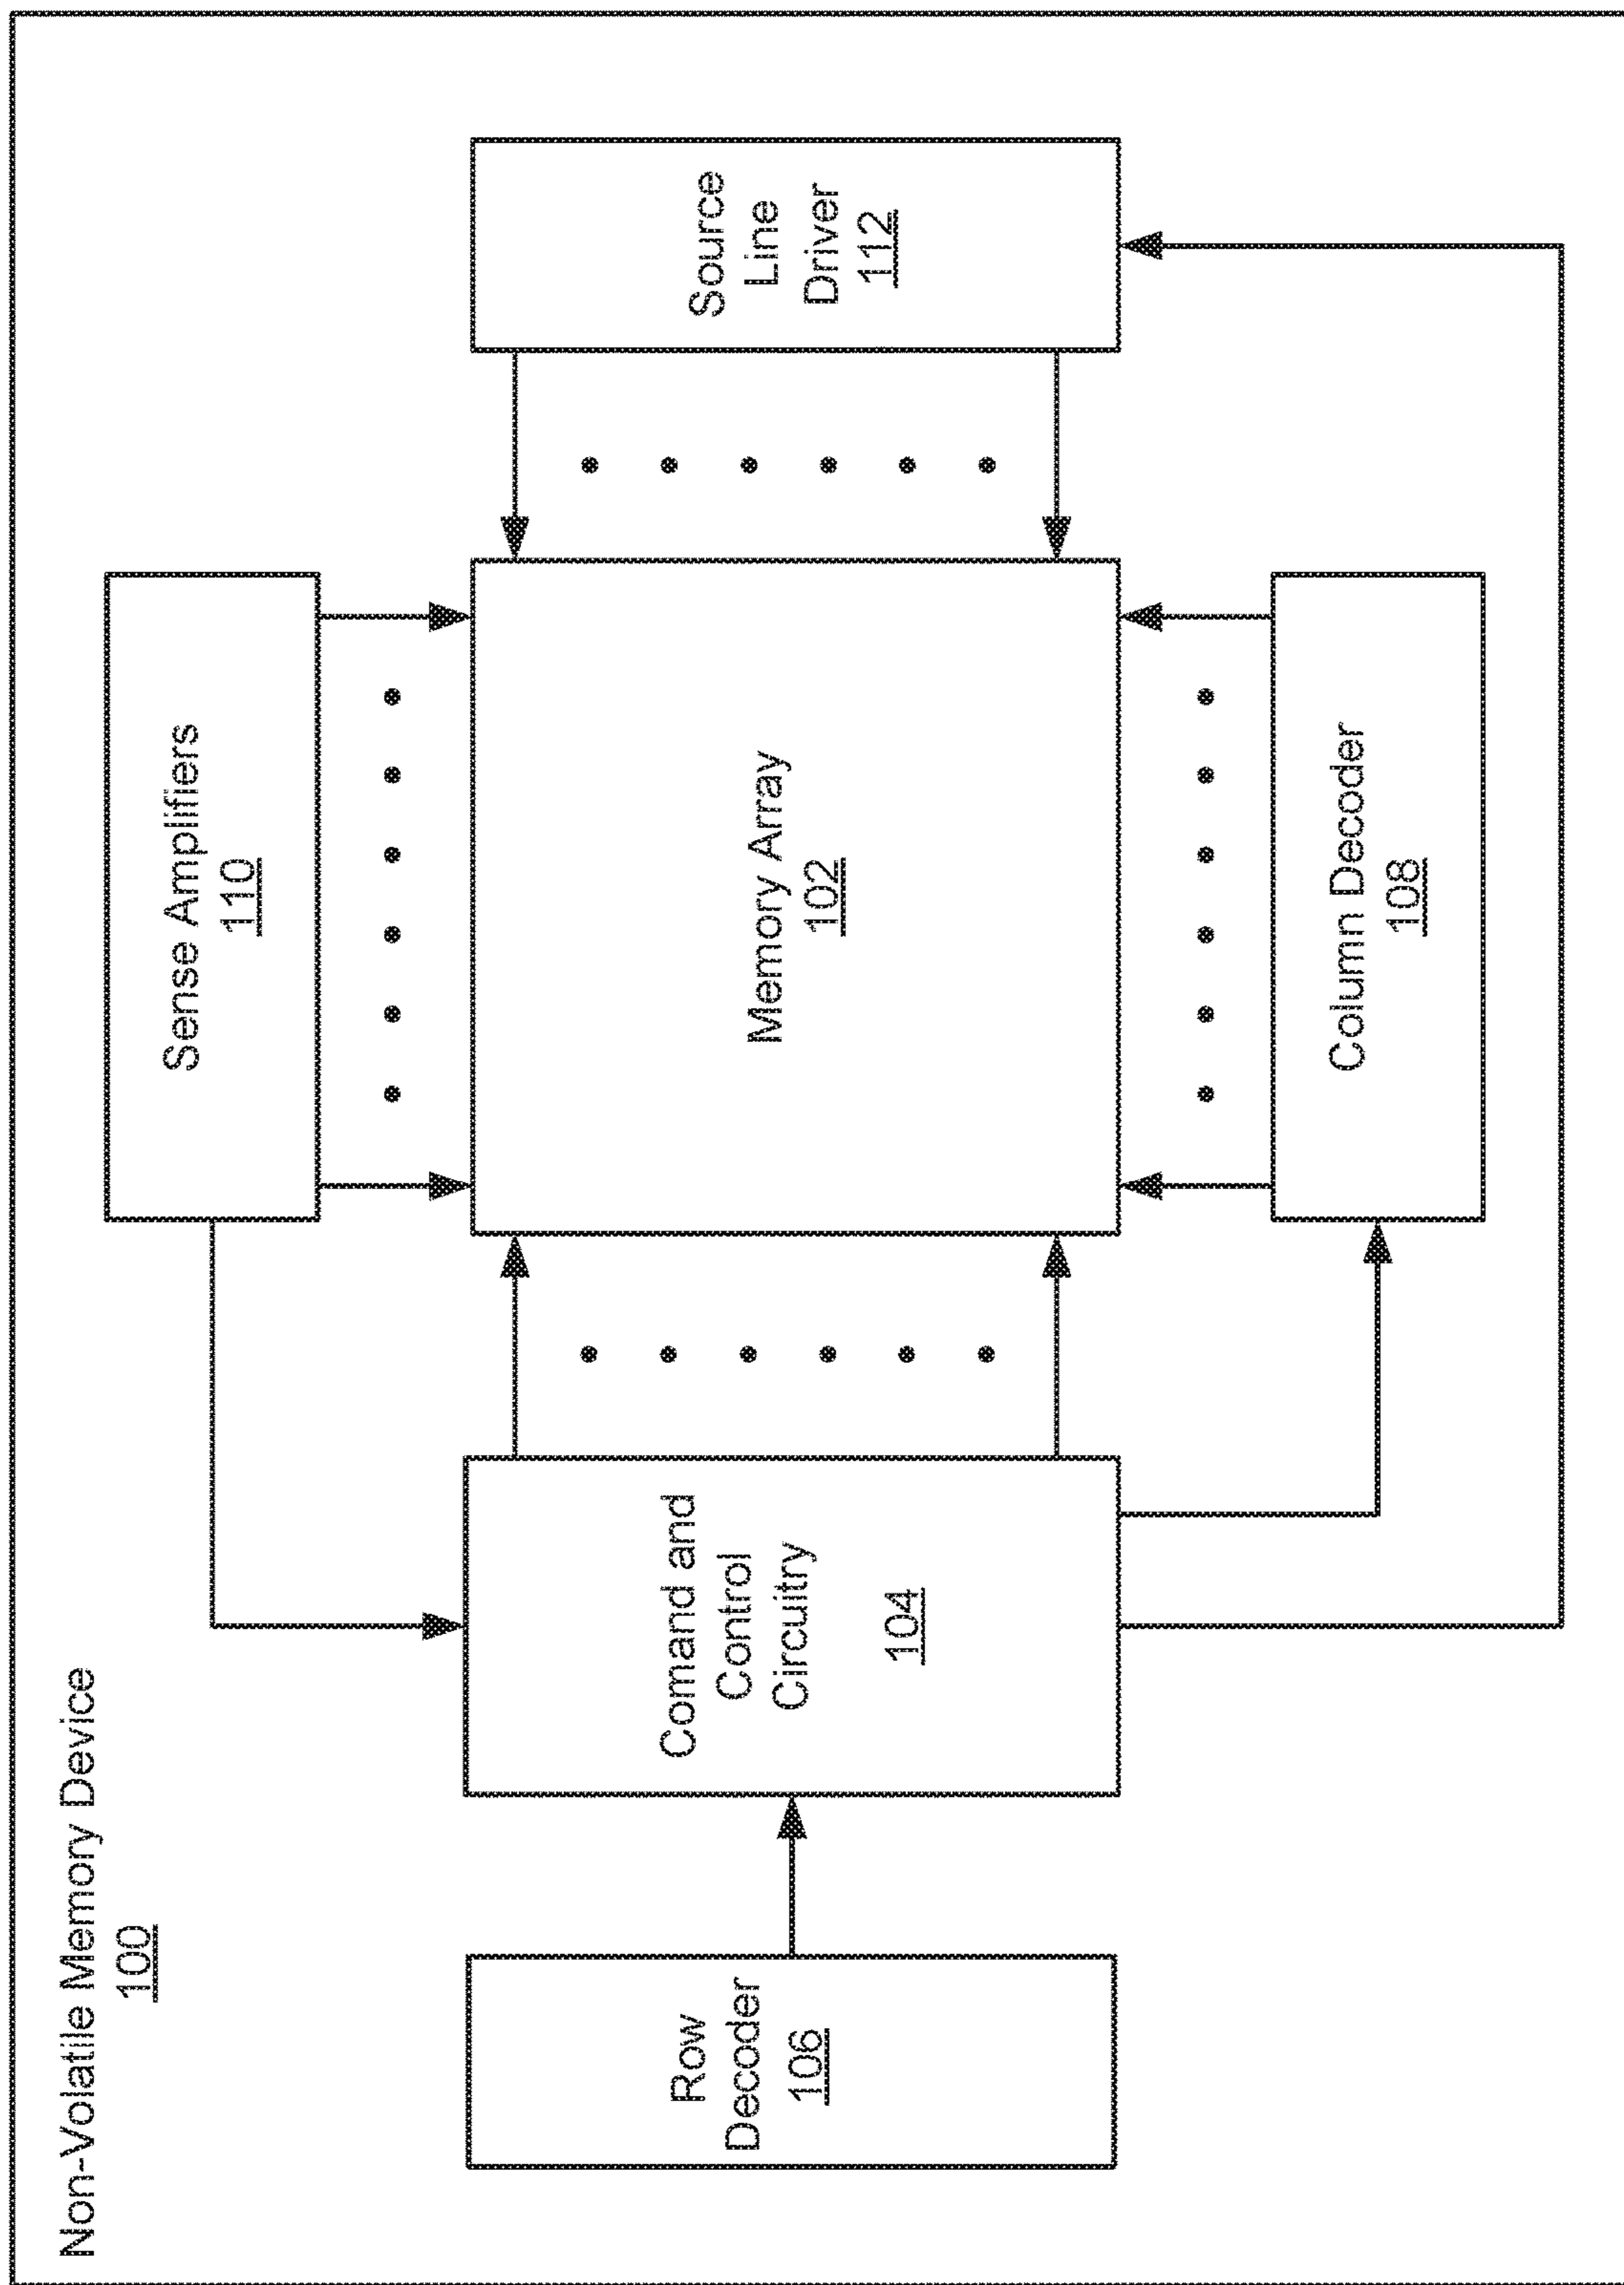 Non-Volatile Memory Device
100
Sense Amplifiers
110
Row
Decoder
106
Comand and
Control
Circuitry
104
Memory Array
102
Source
Line
Driver
112
Column Decoder
108